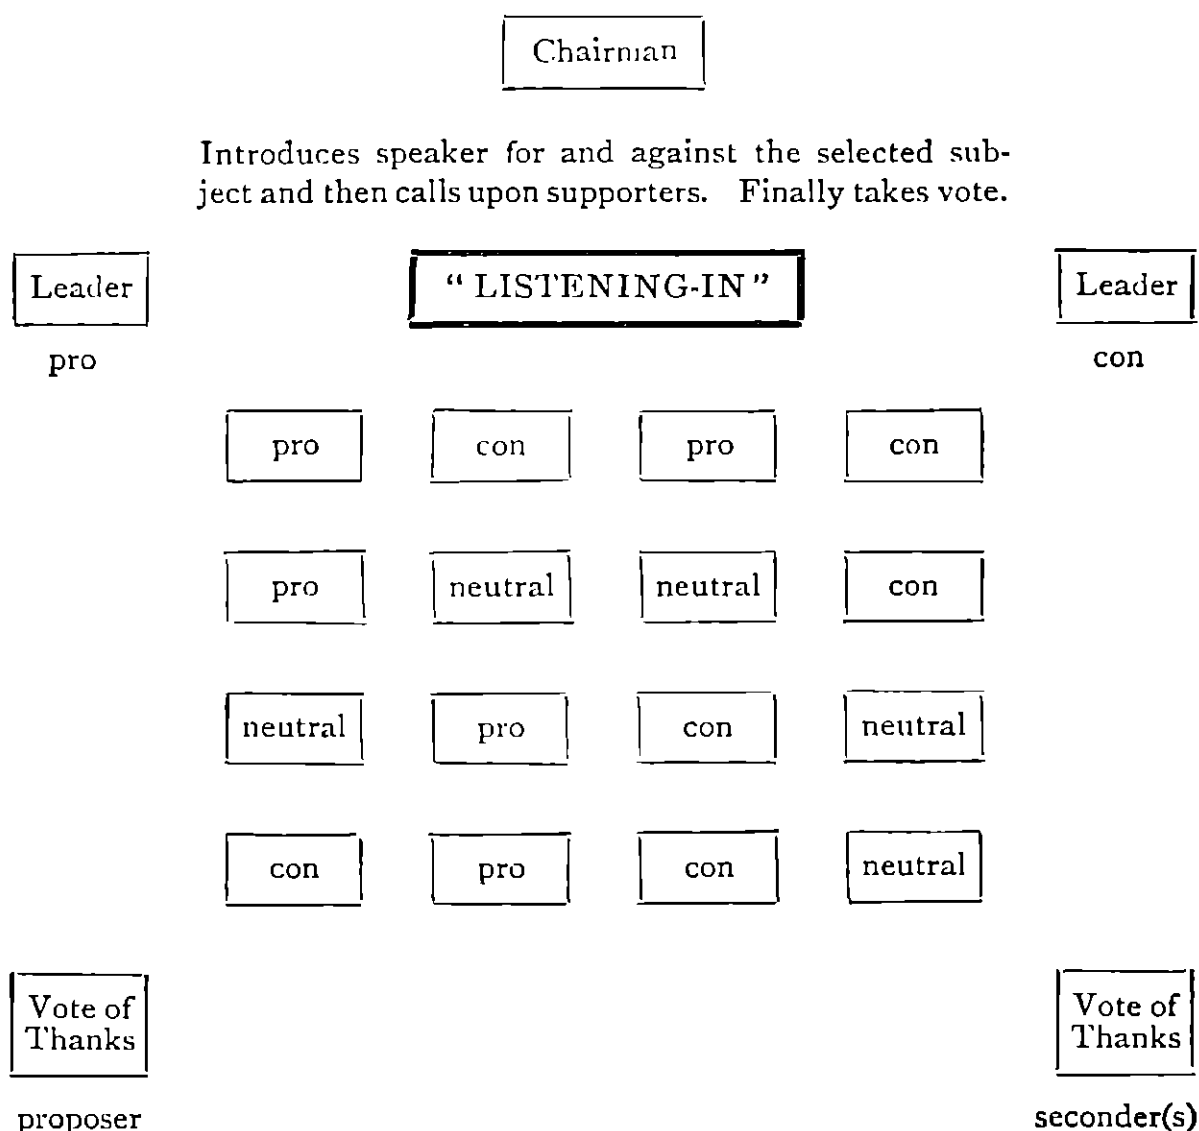 Chairman
Introduces speaker for and against the selected sub-
ject and then calls upon supporters. Finally takes vote.
Leader "LISTENING-IN" Leader
pro con
pro con pro con
pro neutral neutral con
neutral pro con neutral
con pro con neutral
Vote of Thanks Vote of Thanks
proposer seconder(s)